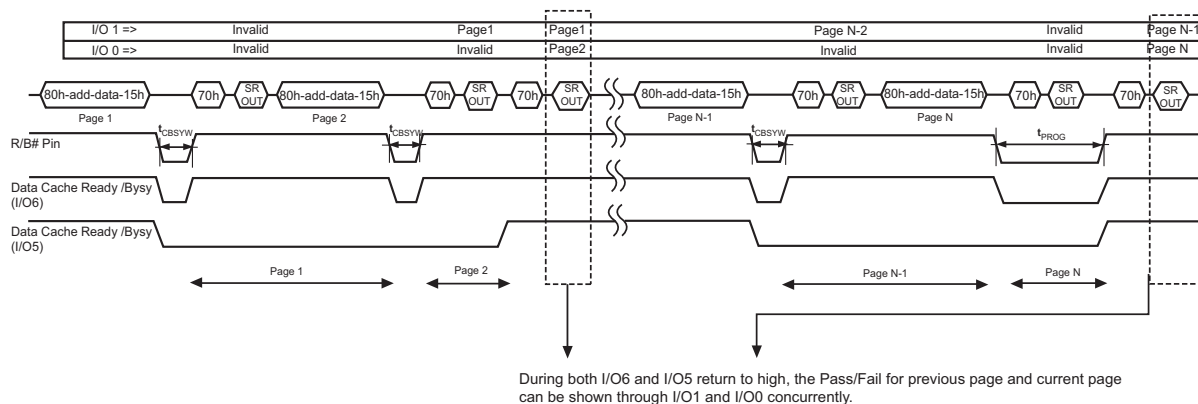 I/O 1 => Invalid Page1 Page1 Page N-2 Invalid Page N-1
I/O 0 => Invalid Invalid Page2 Invalid Invalid Page N
80h-add-data-15h 70h SR OUT 80h-add-data-15h 70h SR OUT 70h SR OUT 80h-add-data-15h 70h SR OUT 80h-add-data-15h 70h SR OUT 70h SR OUT
Page 1 Page 2 Page N-1 Page N
R/B# Pin tCBSYW tCBSYW tCBSYW tPROG
Data Cache Ready /Bysy
(I/O6)
Data Cache Ready /Bysy
(I/O5)
Page 1 Page 2 Page N-1 Page N
During both I/O6 and I/O5 return to high, the Pass/Fail for previous page and current page
can be shown through I/O1 and I/O0 concurrently.